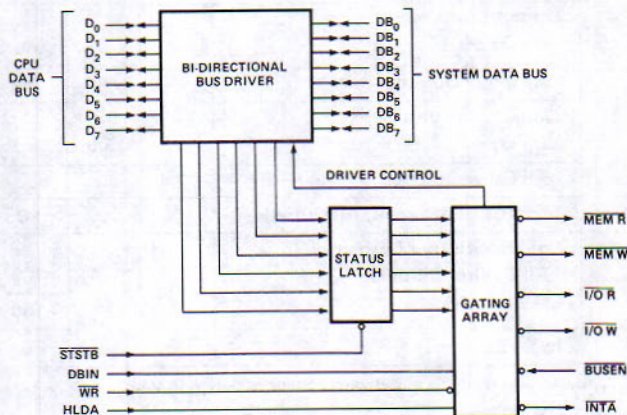 CPU
DATA
BUS
D0
D1
D2
D3
D4
D5
D6
D7
BI-DIRECTIONAL
BUS DRIVER
DB0
DB1
DB2
DB3
DB4
DB5
DB6
DB7
SYSTEM DATA BUS
DRIVER CONTROL
STATUS
LATCH
GATING
ARRAY
MEM R
MEM W
I/O R
I/O W
BUSEN
INTA
STSTB
DBIN
WR
HLDA